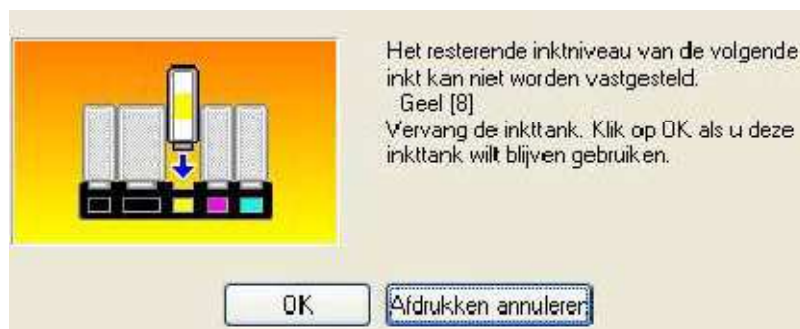 Het resterende inktniveau van de volgende
inkt kan niet worden vastgesteld.
Geel [8]
Vervang de inkttank. Klik op OK als u deze
inkttank wilt blijven gebruiken.
OK
Afdrukken annuleren